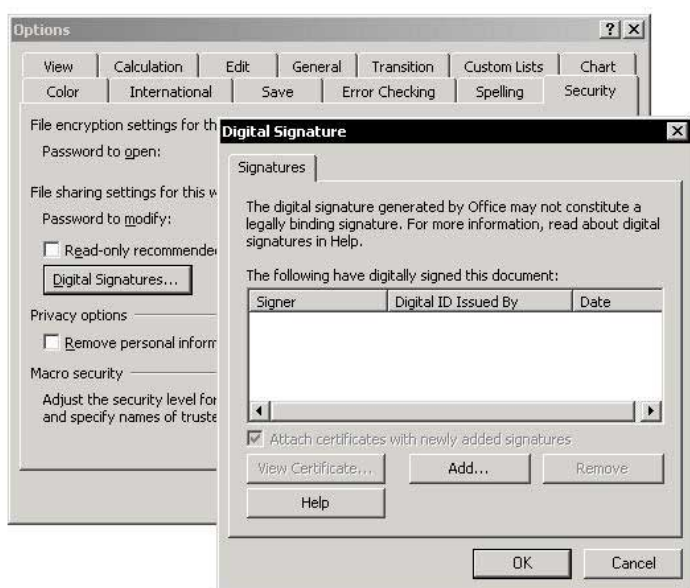 Options
View Calculation Edit General Transition Custom Lists Chart
Color International Save Error Checking Spelling Security
File encryption settings for
Password to open:
File sharing settings for this
Password to modify:
Read-only recommended
Digital Signatures...
Privacy options
Remove personal
Macro security
Adjust the security level for
and specify names of
Digital Signature
Signatures
The digital signature generated by Office may not constitute a
legally binding signature. For more information, read about digital
signatures in Help.
The following have digitally signed this document:
Signer Digital ID Issued By Date
Attach certificates with newly added signatures
View Certificate... Add... Remove
Help
OK Cancel